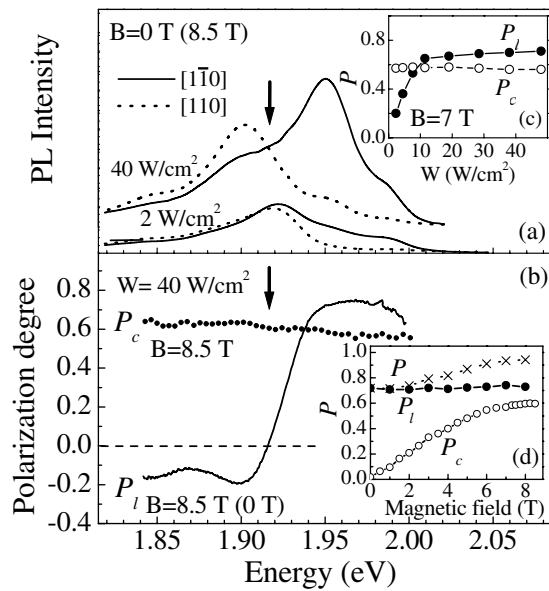 B=0 T (8.5 T)
[11̅0]
[110]
40 W/cm²
2 W/cm²
PL Intensity
(a)
P
0.8
0.4
0.0
P_l
P_c
B=7 T
(c)
0 10 20 30 40
W (W/cm²)
(b)
W= 40 W/cm²
P_c
B=8.5 T
P_l B=8.5 T (0 T)
Polarization degree
0.8
0.6
0.4
0.2
0.0
-0.2
-0.4
1.0
0.8
0.5
0.3
0.0
P
P
P_l
P_c
(d)
0 2 4 6 8
Magnetic field (T)
1.85 1.90 1.95 2.00 2.05
Energy (eV)